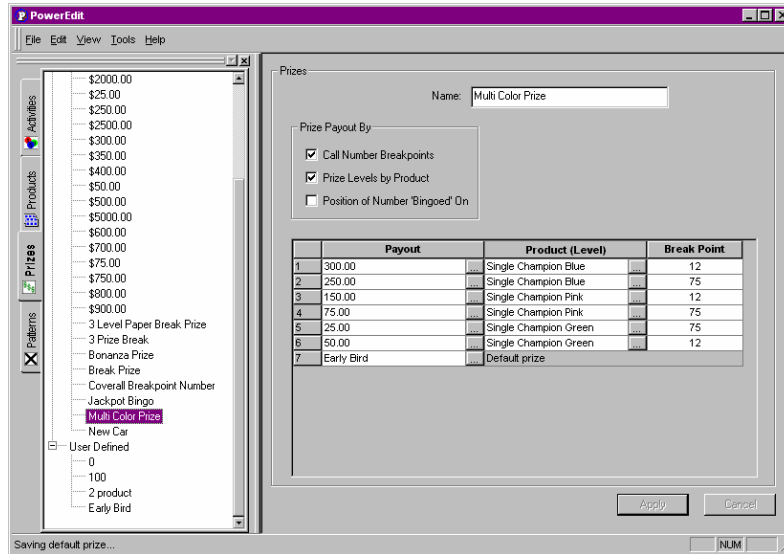 PowerEdit
File Edit View Tools Help
Activities
Products
Prizes
Patterns
$2000.00
$25.00
$250.00
$2500.00
$300.00
$350.00
$400.00
$50.00
$500.00
$5000.00
$600.00
$700.00
$75.00
$750.00
$800.00
$900.00
3 Level Paper Break Prize
3 Prize Break
Bonanza Prize
Break Prize
Coverall Breakpoint Number
Jackpot Bingo
Multi Color Prize
New Car
User Defined
0
100
2 product
Early Bird
Prizes
Name: Multi Color Prize
Prize Payout By
Call Number Breakpoints
Prize Levels by Product
Position of Number 'Bingoed' On
Payout Product (Level) Break Point
1 300.00 ... Single Champion Blue ... 12
2 250.00 ... Single Champion Blue ... 75
3 150.00 ... Single Champion Pink ... 12
4 75.00 ... Single Champion Pink ... 75
5 25.00 ... Single Champion Green ... 75
6 50.00 ... Single Champion Green ... 12
7 Early Bird ... Default prize
Apply Cancel
Saving default prize... NUM